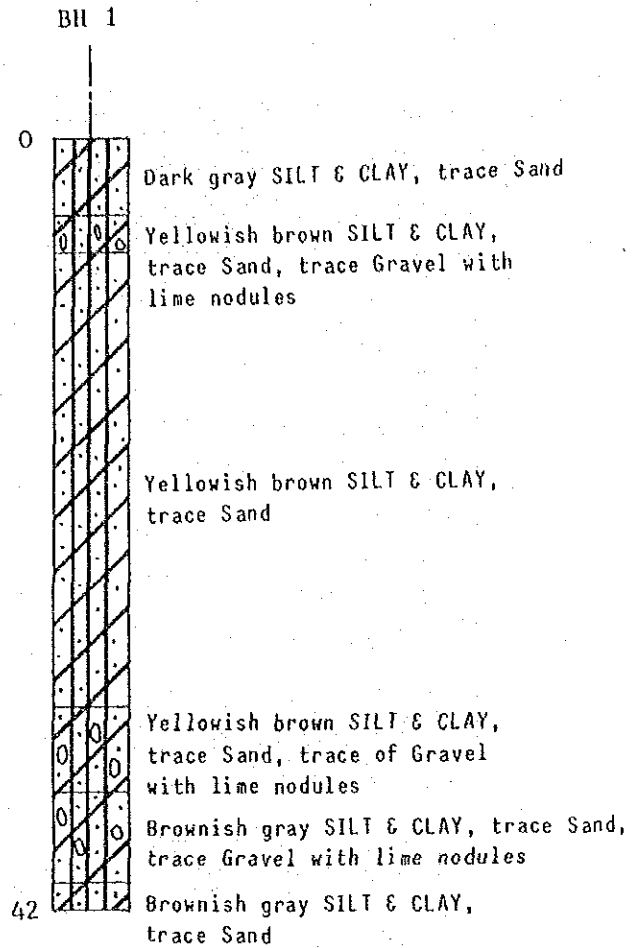 BH 1
0
Dark gray SILT & CLAY, trace Sand
Yellowish brown SILT & CLAY,
trace Sand, trace Gravel with
lime nodules
Yellowish brown SILT & CLAY,
trace Sand
Yellowish brown SILT & CLAY,
trace Sand, trace of Gravel
with lime nodules
Brownish gray SILT & CLAY, trace Sand,
trace Gravel with lime nodules
42
Brownish gray SILT & CLAY,
trace Sand